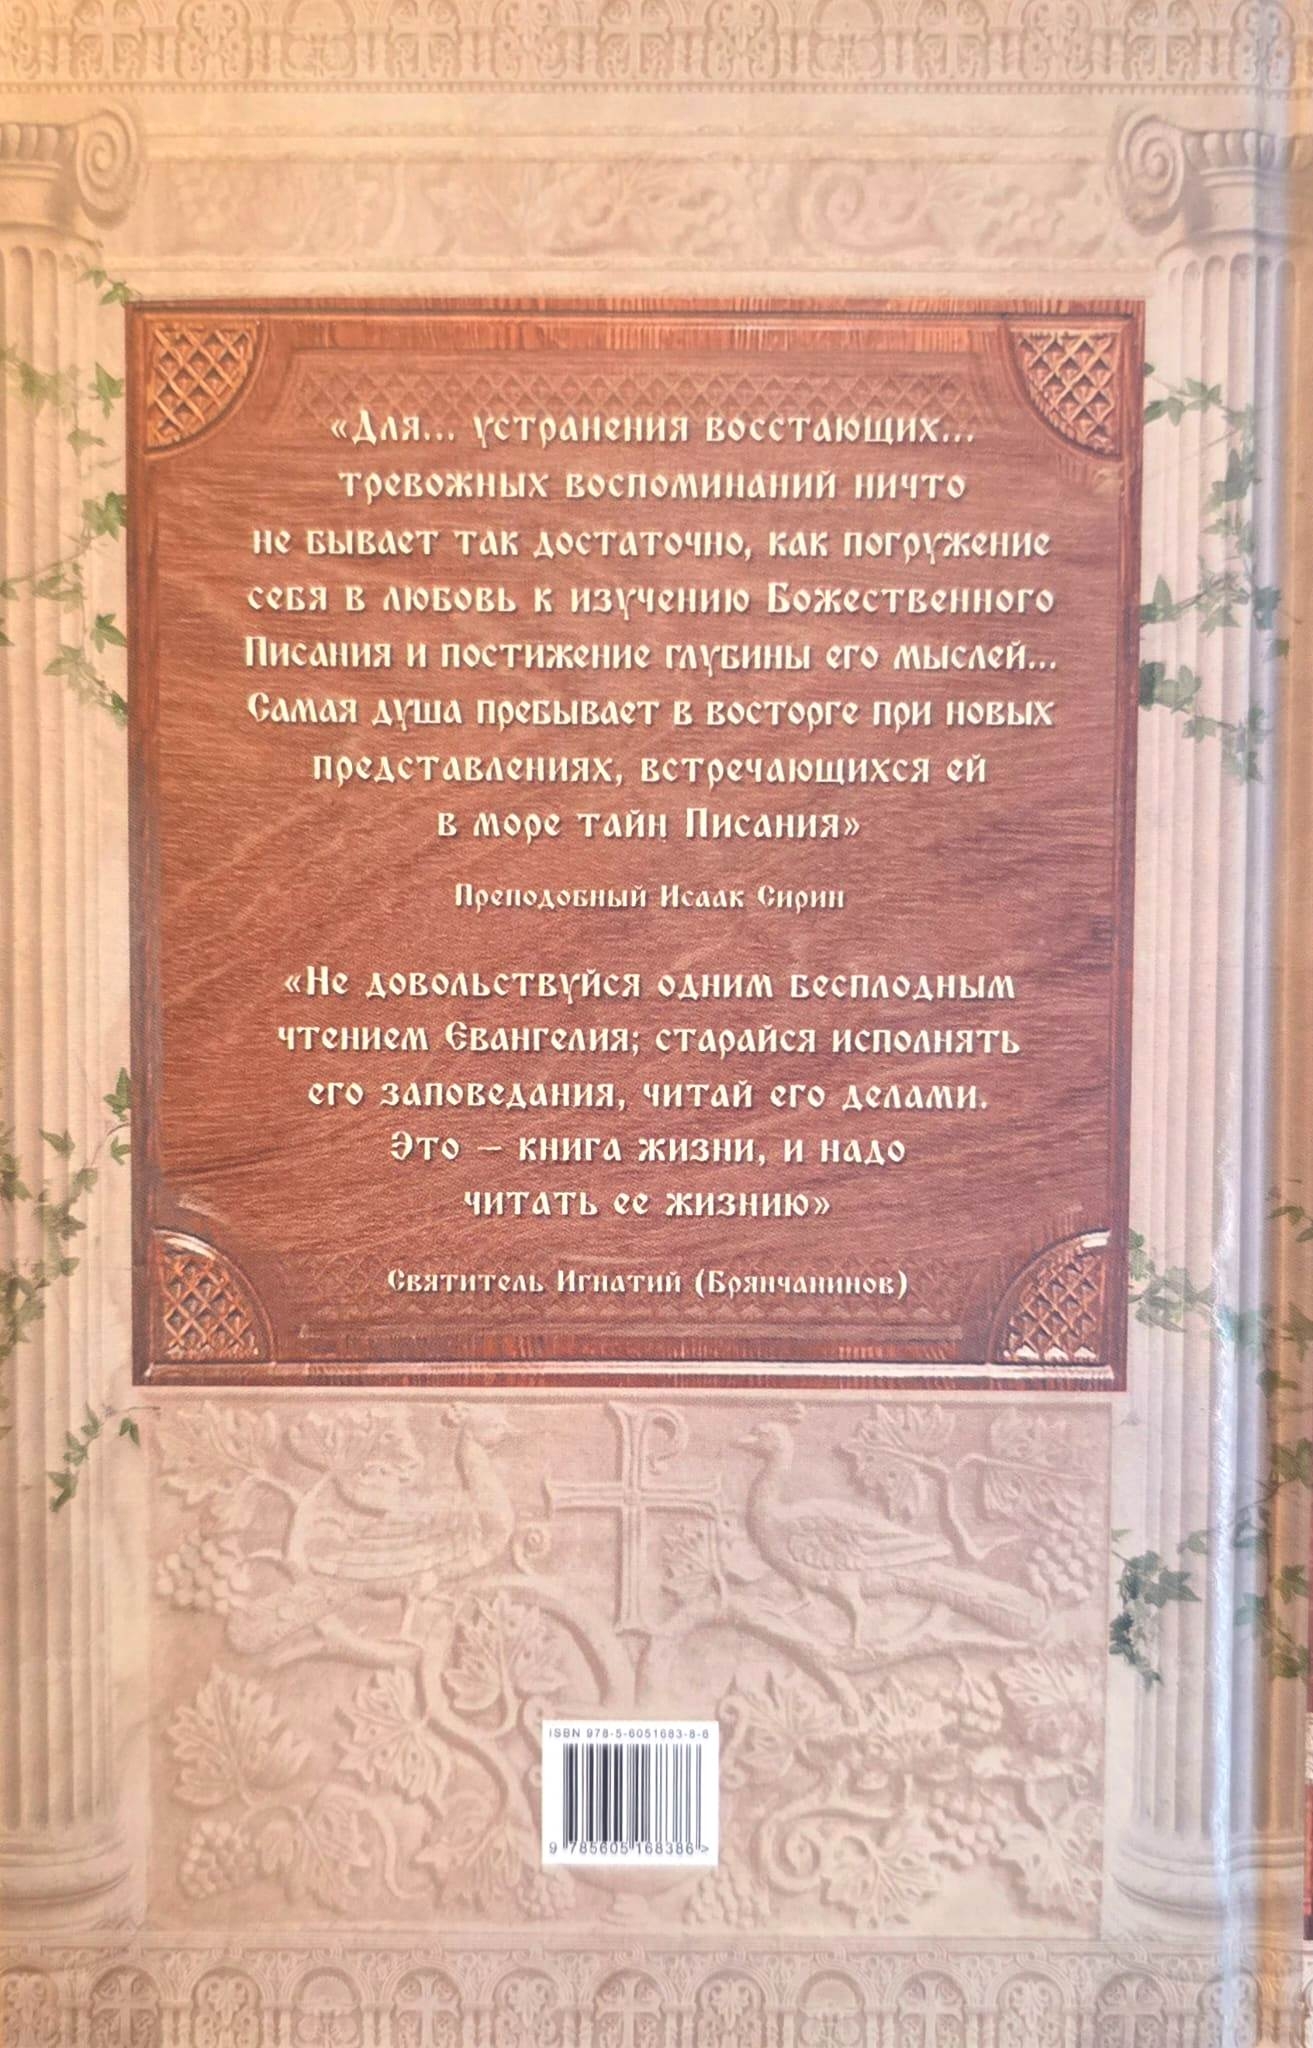 «Для... устранения восстающих...
тревожных воспоминаний ничто
не бывает так достаточно, как погружение
себя в любовь к изучению Божественного
Писания и постижение глубины его мыслей...
Самая душа пребывает в восторге при новых
представлениях, встречающихся ей
в море тайн Писания»
Преподобный Исаак Сирин
«Не довольствуйся одним бесплодным
чтением Евангелия; старайся исполнять
его заповедания, читай его делами.
Это – книга жизни, и надо
читать ее жизнию»
Святитель Игнатий (Брянчанинов)
ISBN 978-5-6051683-8-6
9 785605 168386 >